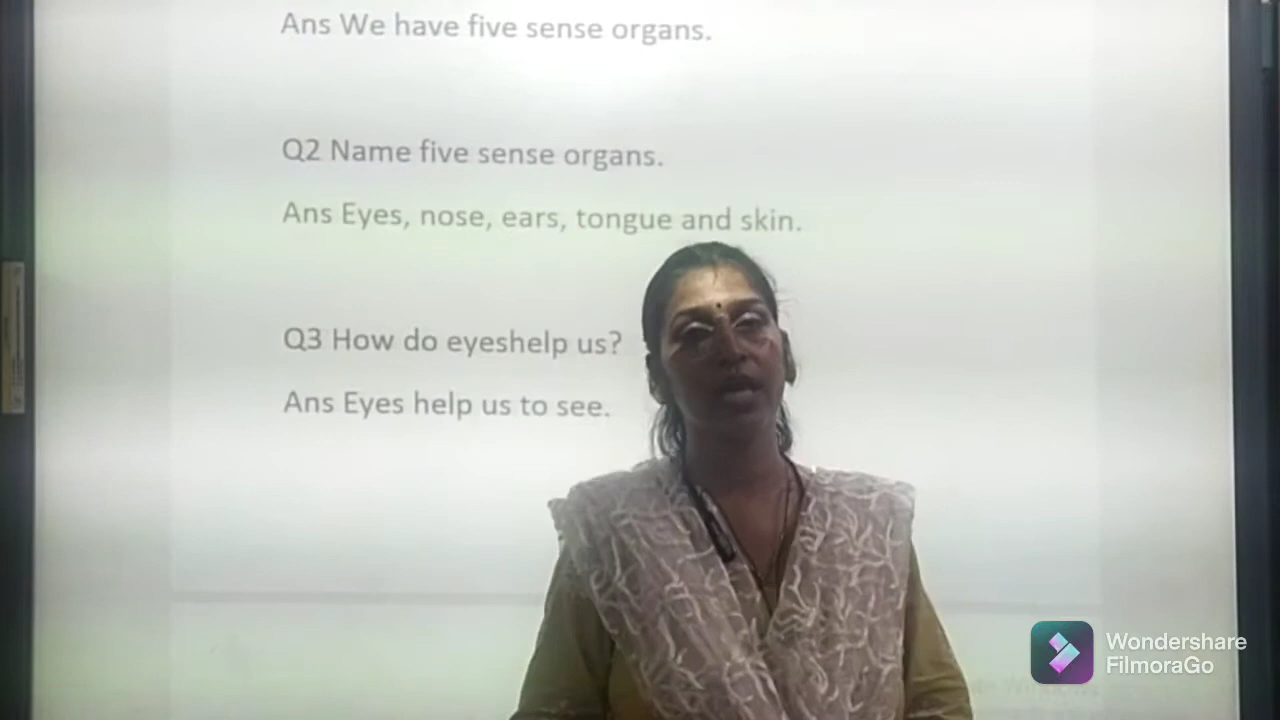 Ans We have five sense organs.
Q2 Name five sense organs.
Ans Eyes, nose, ears, tongue and skin.
Q3 How do eyeshelp us?
Ans Eyes help us to see.
Wondershare
FilmoraGo